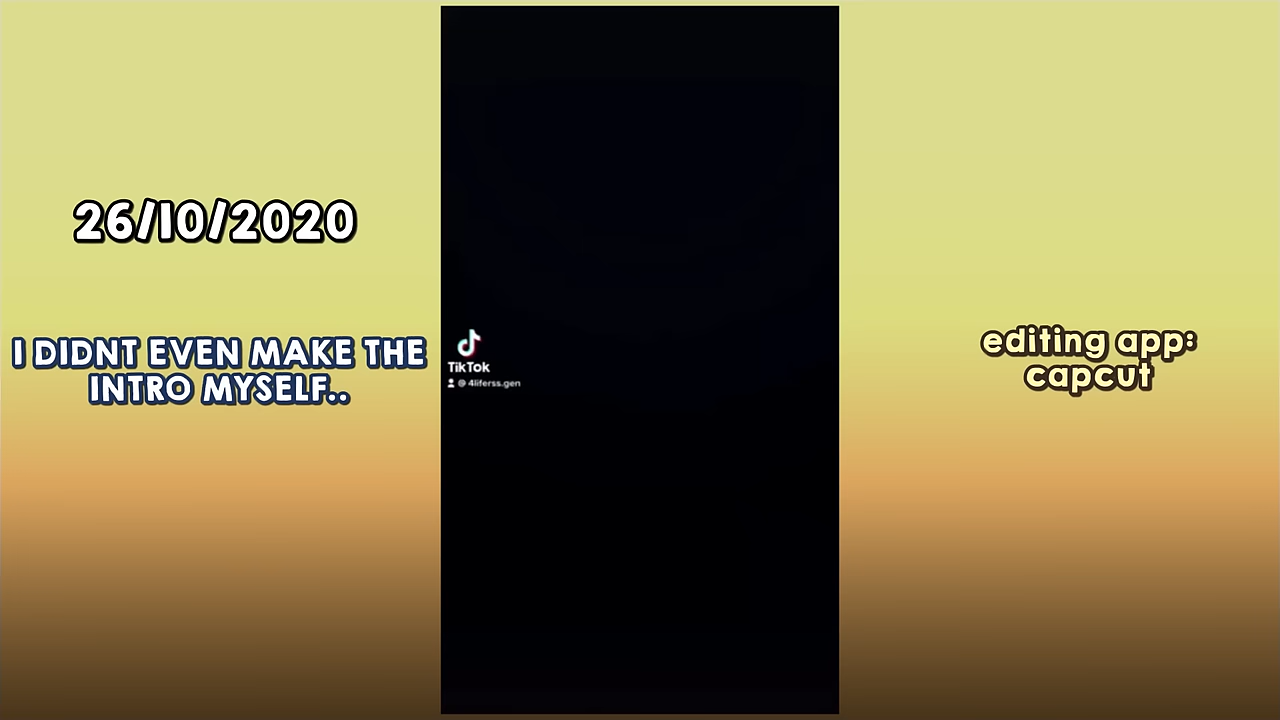 26/10/2020
I DIDNT EVEN MAKE THE
INTRO MYSELF..
TikTok
@ 4liferss.gen
editing app:
capcut